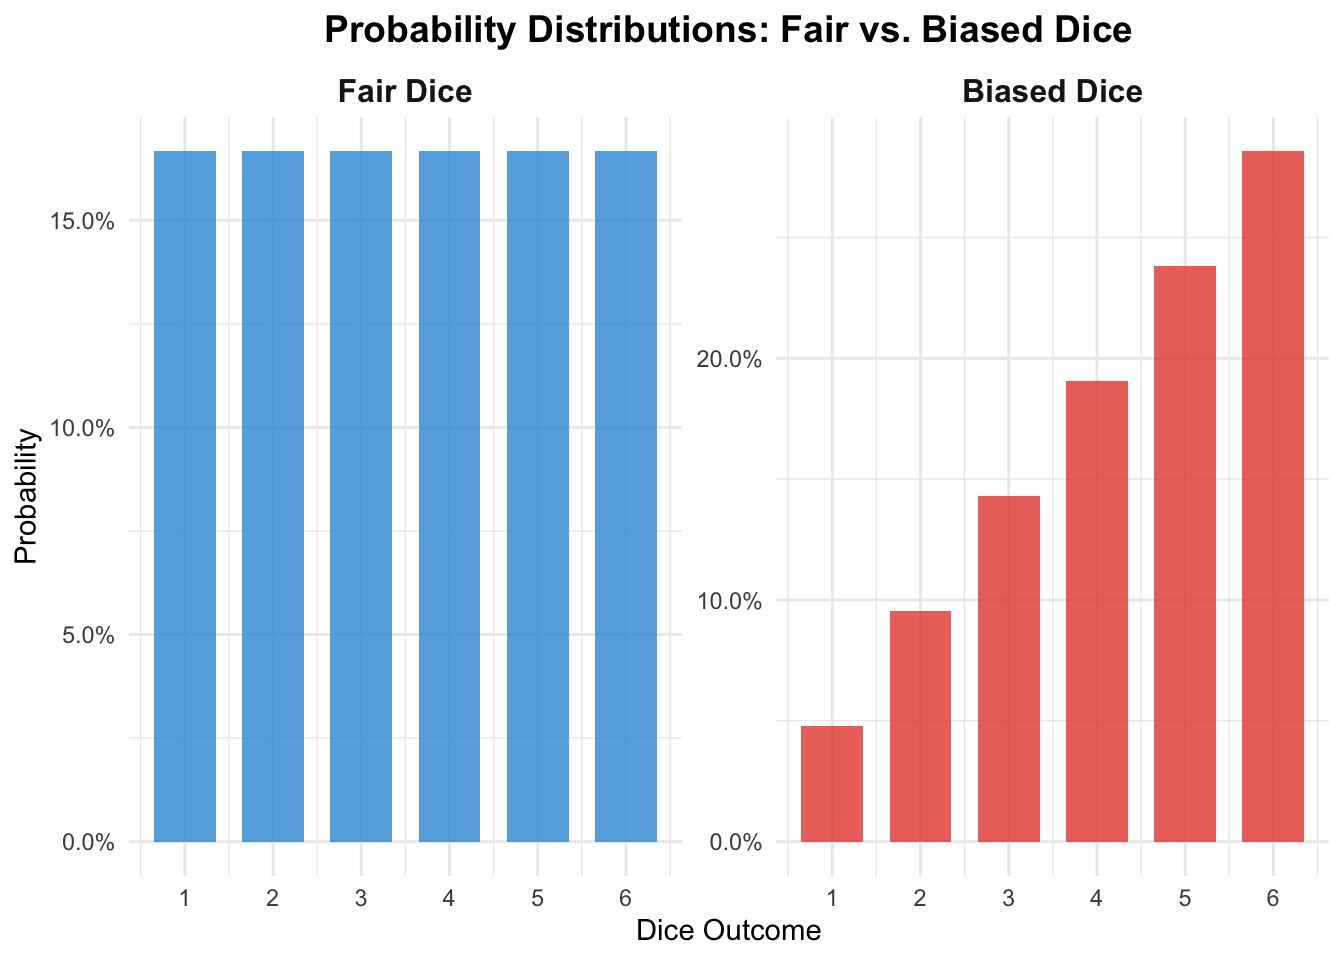 Probability Distributions: Fair vs. Biased Dice
Fair Dice
Biased Dice
Probability
15.0%
10.0%
5.0%
0.0%
20.0%
10.0%
0.0%
1 2 3 4 5 6
1 2 3 4 5 6
Dice Outcome